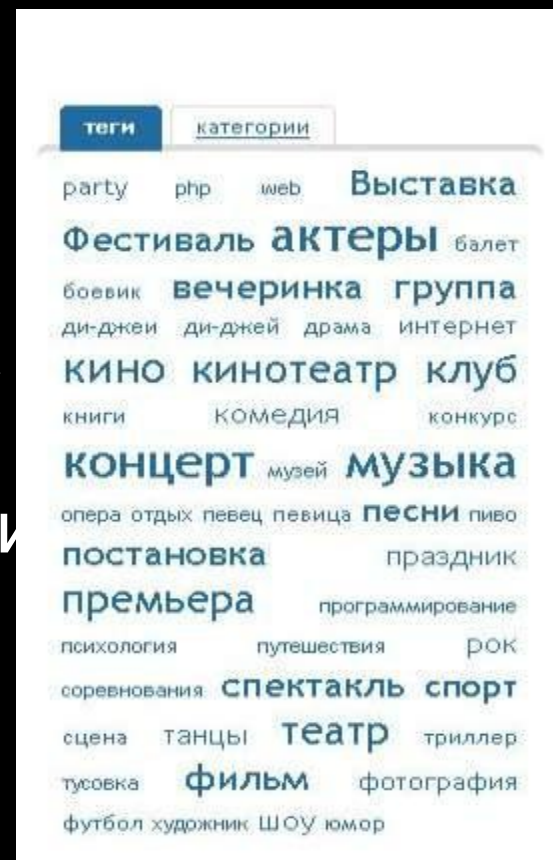 теги категории
party php web Выставка
Фестиваль актеры балет
боевик вечеринка группа
ди-джеи ди-джей драма интернет
кино кинотеатр клуб
книги комедия конкурс
концерт музей музыка
опера отдых певец певица песни пиво
постановка праздник
премьера программирование
психология путешествия рок
соревнования спектакль спорт
сцена танцы театр триллер
тусовка фильм фотография
футбол художник шоу юмор